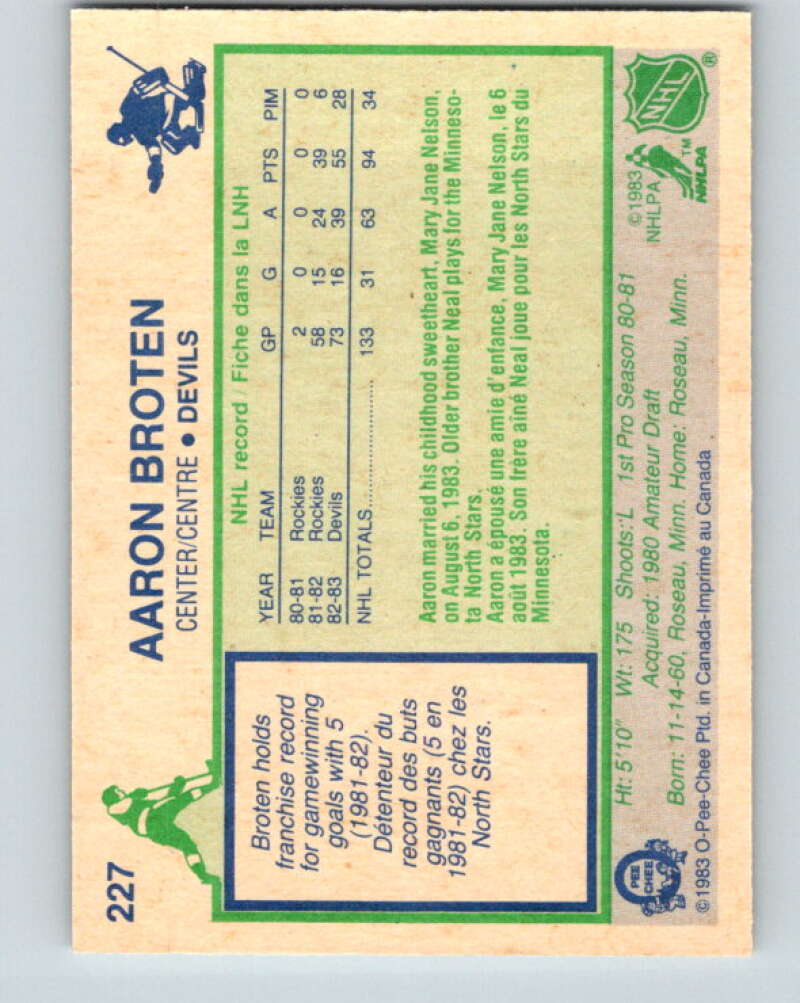 227
AARON BROTEN
CENTER/CENTRE • DEVILS
Broten holds
franchise record
for gamewinning
goals with 5
(1981-82).
Détenteur du
record des buts
gagnants (5 en
1981-82) chez les
North Stars.
NHL record / Fiche dans la LNH
YEAR TEAM GP G A PTS PIM
80-81 Rockies 2 0 0 0 0
81-82 Rockies 58 15 24 39 6
82-83 Devils 73 16 39 55 28
NHL TOTALS 133 31 63 94 34
Aaron married his childhood sweetheart, Mary Jane Nelson,
on August 6, 1983. Older brother Neal plays for the Minneso-
ta North Stars.
Aaron a épousé une amie d'enfance, Mary Jane Nelson, le 6
août 1983. Son frère ainé Neal joue pour les North Stars du
Minnesota.
Ht: 5'10" Wt: 175 Shoots: L 1st Pro Season 80-81
Acquired: 1980 Amateur Draft
Born: 11-14-60, Roseau, Minn. Home: Roseau, Minn.
©1983 O-Pee-Chee Ptd. in Canada-Imprimé au Canada
O
PEE
CHEE
©1983
NHLPA
TM
NHLPA
NHL
®